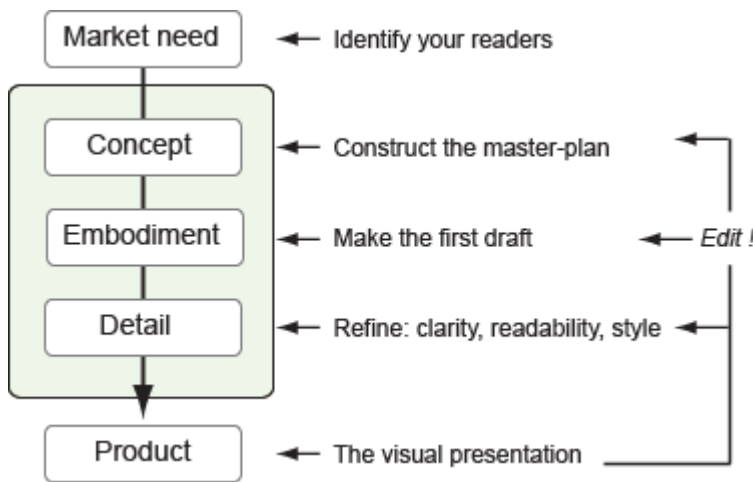 Market need
Identify your readers
Concept
Construct the master-plan
Embodiment
Make the first draft
Edit !
Detail
Refine: clarity, readability, style
Product
The visual presentation